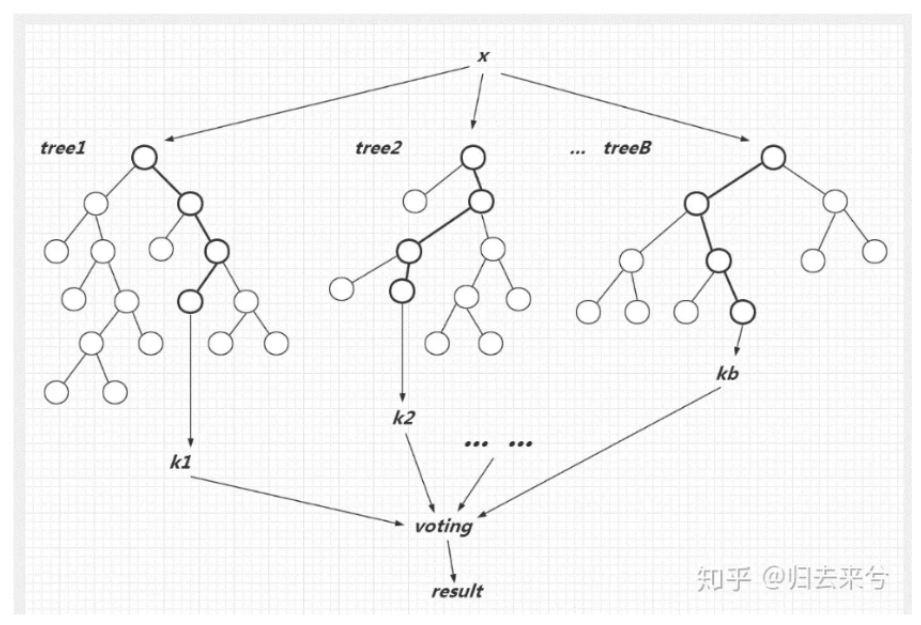 x
tree1
tree2
... treeB
kb
k2
... ...
k1
voting
result
知乎 @归去来兮